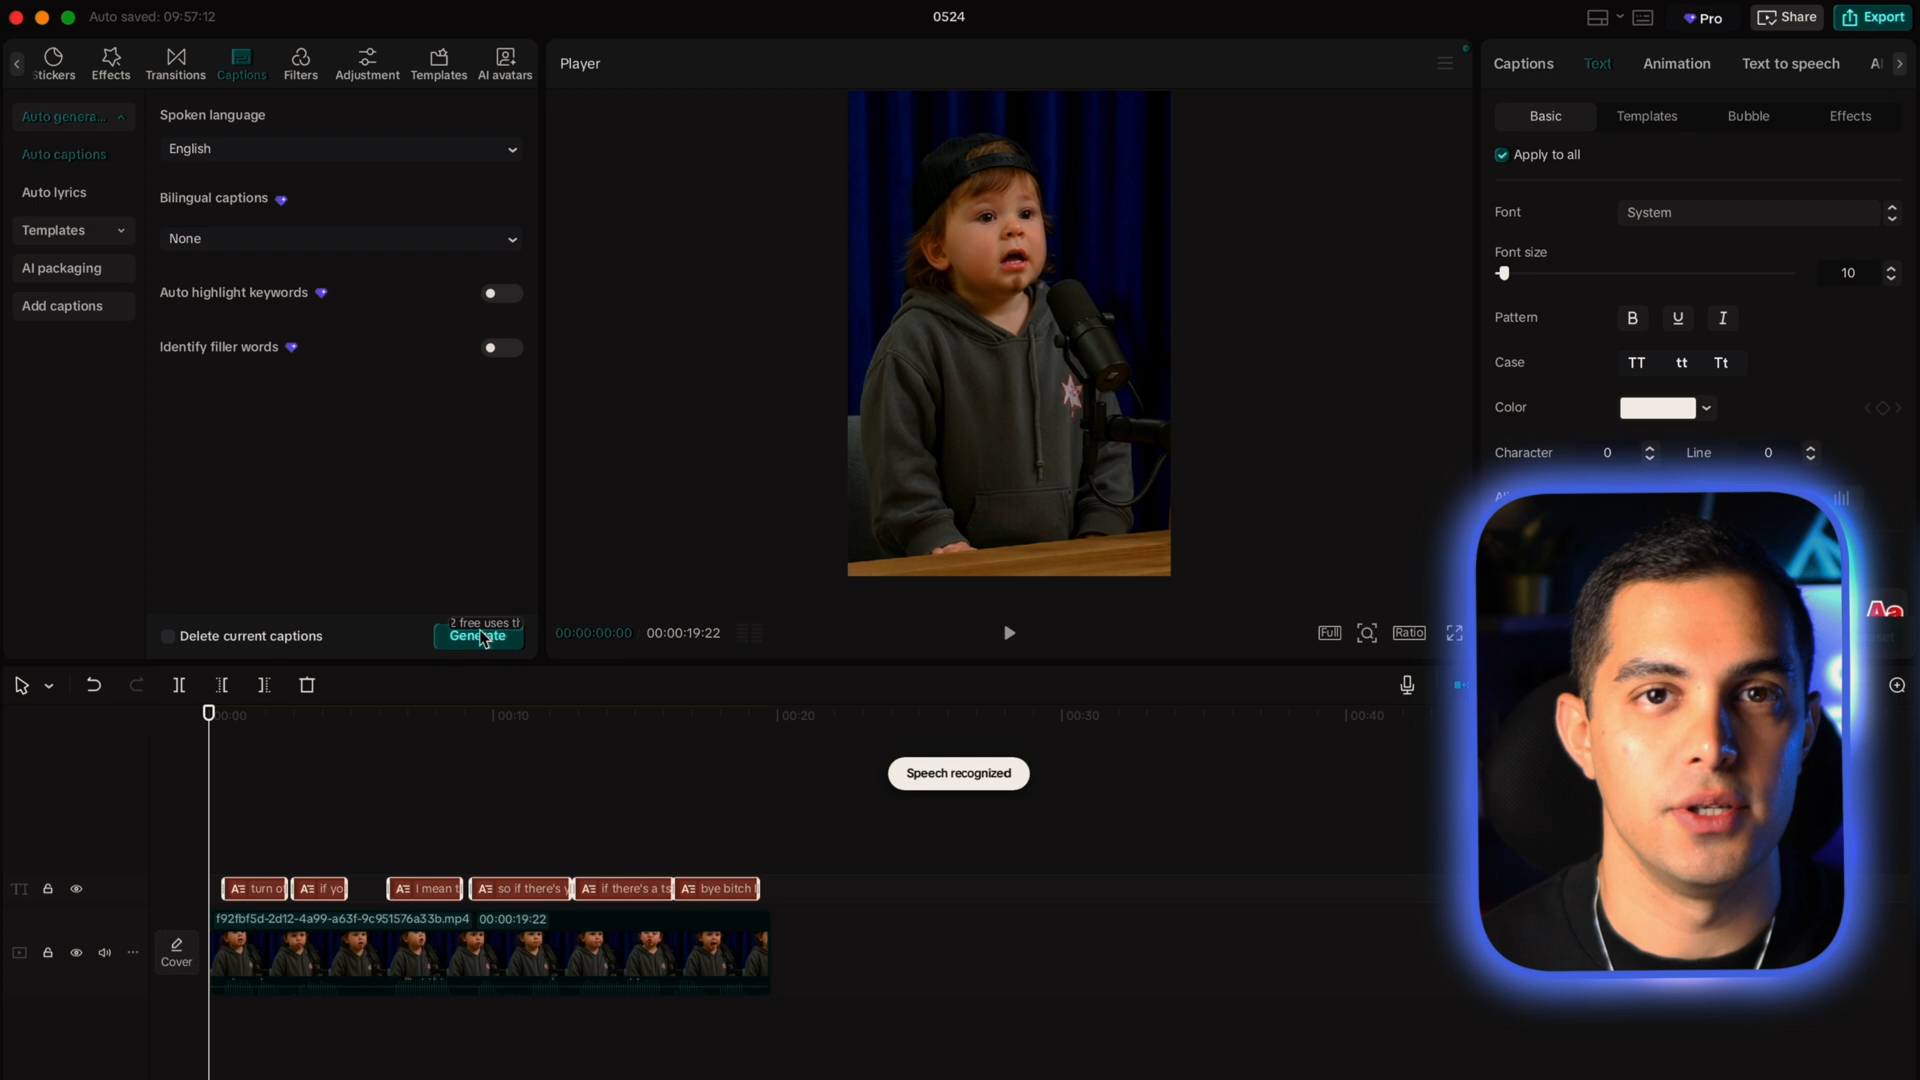 Auto saved: 09:57:12
0524
Pro
Share
Export
Stickers
Effects
Transitions
Captions
Filters
Adjustment
Templates
AI avatars
Player
Captions
Text
Animation
Text to speech
Auto genera...
Auto captions
Auto lyrics
Templates
AI packaging
Add captions
Spoken language
English
Bilingual captions
None
Auto highlight keywords
Identify filler words
Delete current captions
2 free uses th
Generate
Basic
Templates
Bubble
Effects
Apply to all
Font
System
Font size
10
Pattern
B U I
Case
TT tt Tt
Color
Character
0
Line
0
Aa
00:00:00:00 / 00:00:19:22
Full
Ratio
00:00
00:10
00:20
00:30
00:40
Speech recognized
TI
turn of
if yo
I mean t
so if there's y
if there's a ts
bye bitch
f92fbf5d-2d12-4a99-a63f-9c951576a33b.mp4 00:00:19:22
Cover